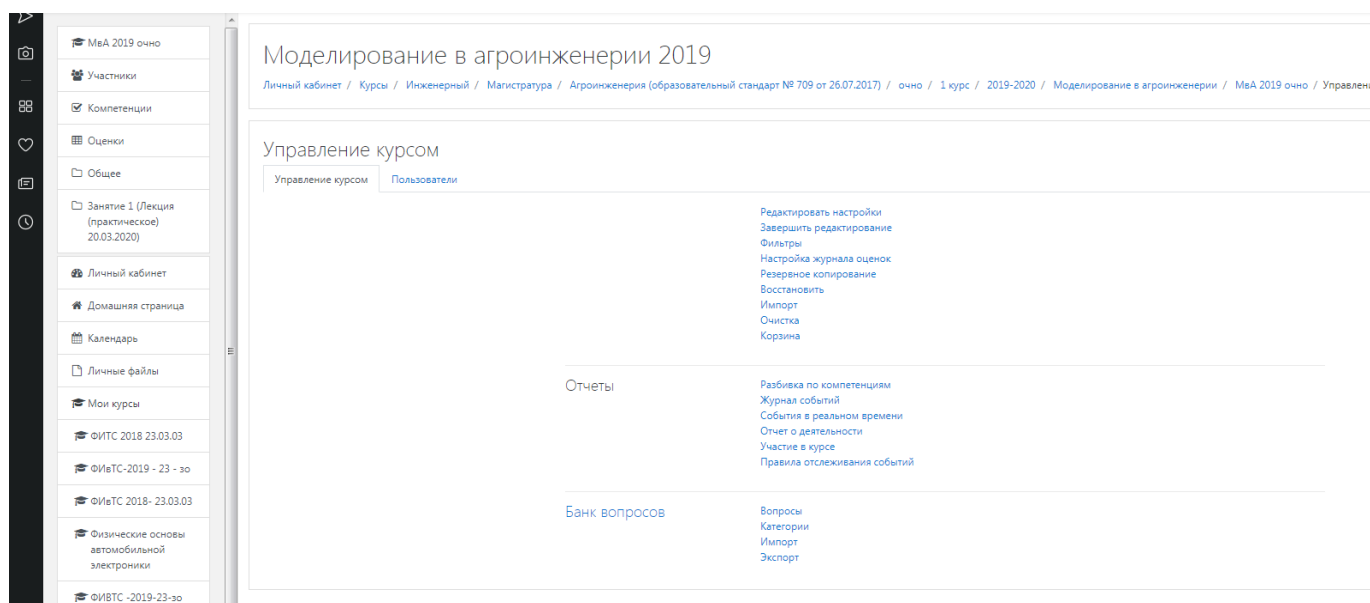 МвА 2019 очно
Участники
Компетенции
Оценки
Общее
Занятие 1 (Лекция
(практическое)
20.03.2020)
Личный кабинет
Домашняя страница
Календарь
Личные файлы
Мои курсы
ФИТС 2018 23.03.03
ФИвТС-2019 - 23 - зо
ФИвТС 2018- 23.03.03
Физические основы
автомобильной
электроники
ФИВТС -2019-23-зо
Моделирование в агроинженерии 2019
Личный кабинет / Курсы / Инженерный / Магистратура / Агроинженерия (образовательный стандарт № 709 от 26.07.2017) / очно / 1 курс / 2019-2020 / Моделирование в агроинженерии / МвА 2019 очно / Управлен
Управление курсом
Управление курсом Пользователи
Редактировать настройки
Завершить редактирование
Фильтры
Настройка журнала оценок
Резервное копирование
Восстановить
Импорт
Очистка
Корзина
Отчеты
Разбивка по компетенциям
Журнал событий
События в реальном времени
Отчет о деятельности
Участие в курсе
Правила отслеживания событий
Банк вопросов
Вопросы
Категории
Импорт
Экспорт